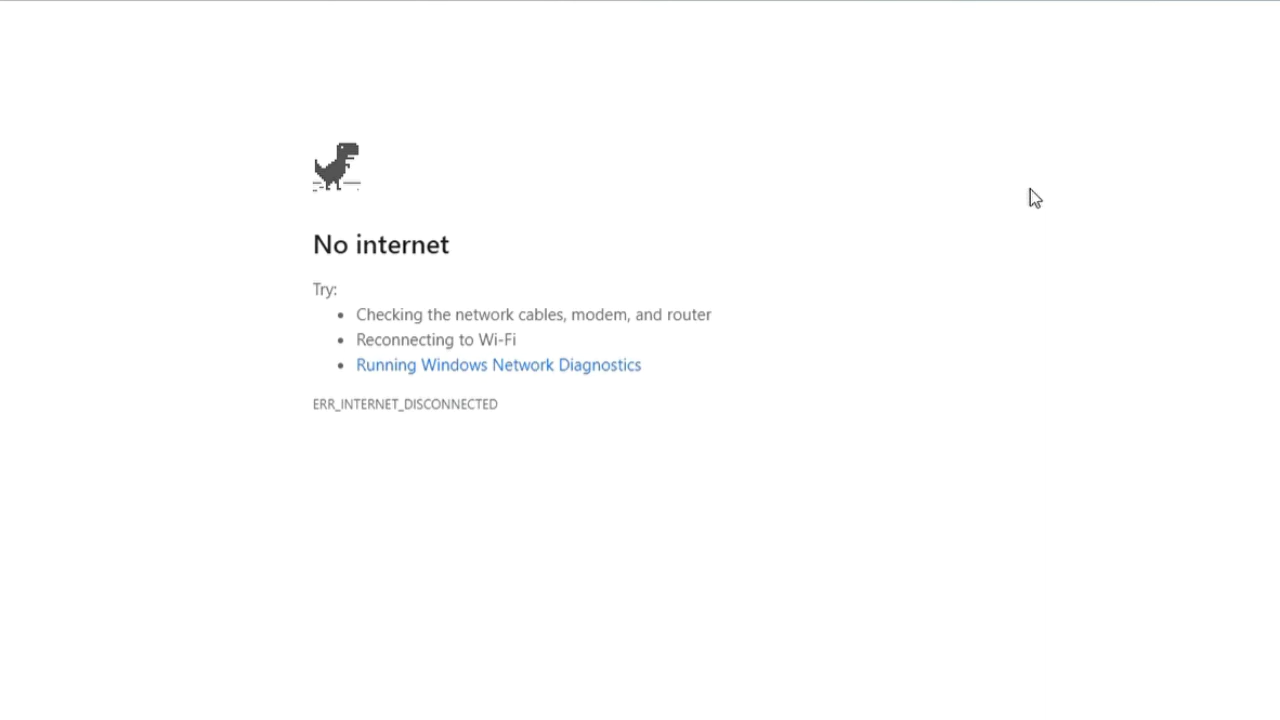 No internet
Try:
Checking the network cables, modem, and router
Reconnecting to Wi-Fi
Running Windows Network Diagnostics
ERR_INTERNET_DISCONNECTED